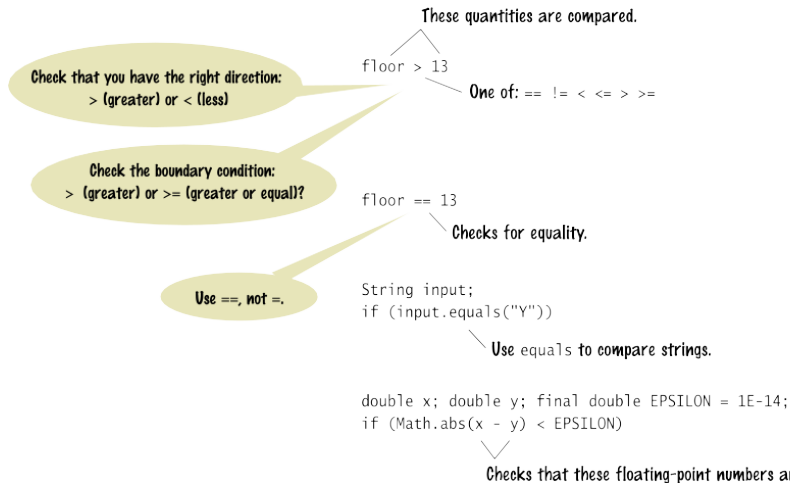 These quantities are compared.
floor > 13
Check that you have the right direction:
> (greater) or < (less)
One of: == != < <= > >=
Check the boundary condition:
> (greater) or >= (greater or equal)?
floor == 13
Checks for equality.
Use ==, not =.
String input;
if (input.equals("Y"))
Use equals to compare strings.
double x; double y; final double EPSILON = 1E-14;
if (Math.abs(x - y) < EPSILON)
Checks that these floating-point numbers